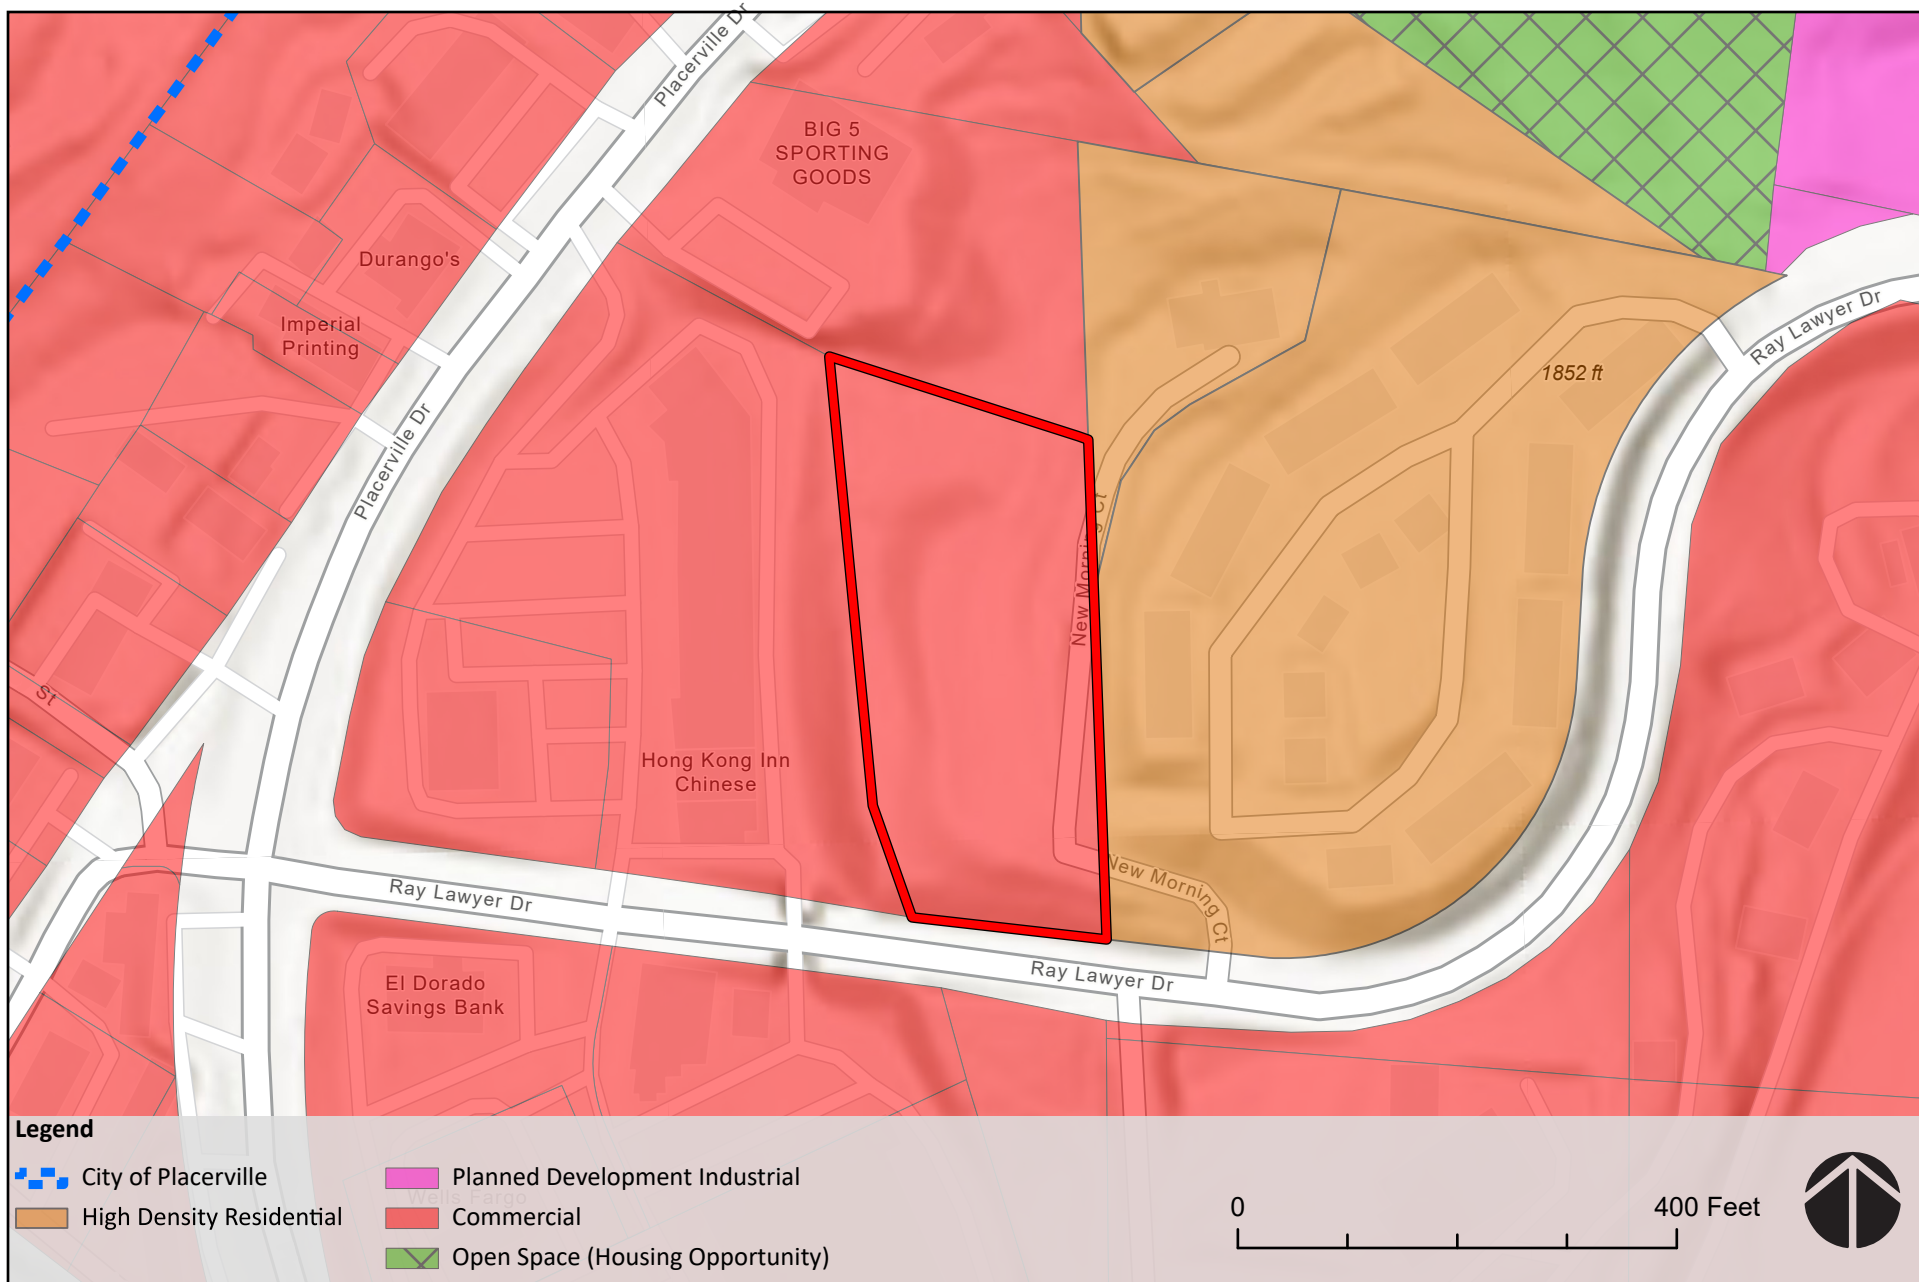 Placerville Dr
BIG 5
SPORTING
GOODS
Durango's
Imperial
Printing
Ray Lawyer Dr
1852 ft
Placerville Dr
New Morning Ct
St
Hong Kong Inn
Chinese
New Morning Ct
Ray Lawyer Dr
Ray Lawyer Dr
El Dorado
Savings Bank
Legend
City of Placerville
High Density Residential
Planned Development Industrial
Wells Fargo
Commercial
Open Space (Housing Opportunity)
0
400 Feet